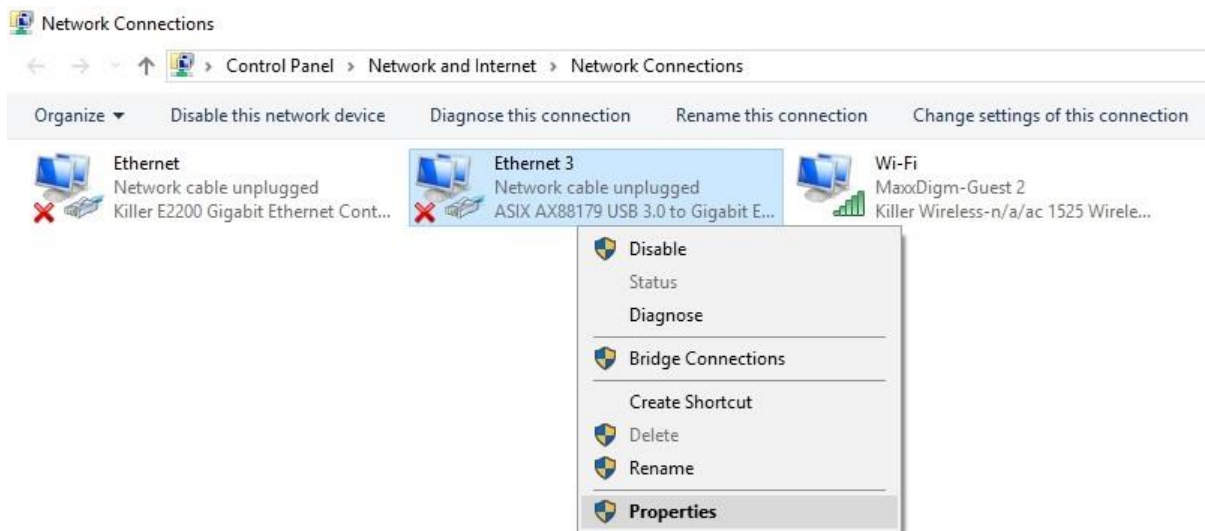 Network Connections
Control Panel > Network and Internet > Network Connections
Organize Disable this network device Diagnose this connection Rename this connection Change settings of this connection
Ethernet
Network cable unplugged
Killer E2200 Gigabit Ethernet Cont...
Ethernet 3
Network cable unplugged
ASIX AX88179 USB 3.0 to Gigabit E...
Wi-Fi
MaxxDigm-Guest 2
Killer Wireless-n/a/ac 1525 Wirele...
Disable
Status
Diagnose
Bridge Connections
Create Shortcut
Delete
Rename
Properties